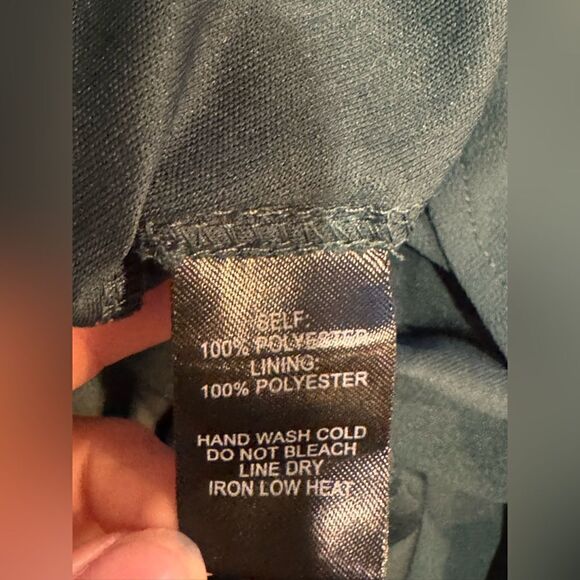 SELF:
100% POLYESTER
LINING:
100% POLYESTER
HAND WASH COLD
DO NOT BLEACH
LINE DRY
IRON LOW HEAT